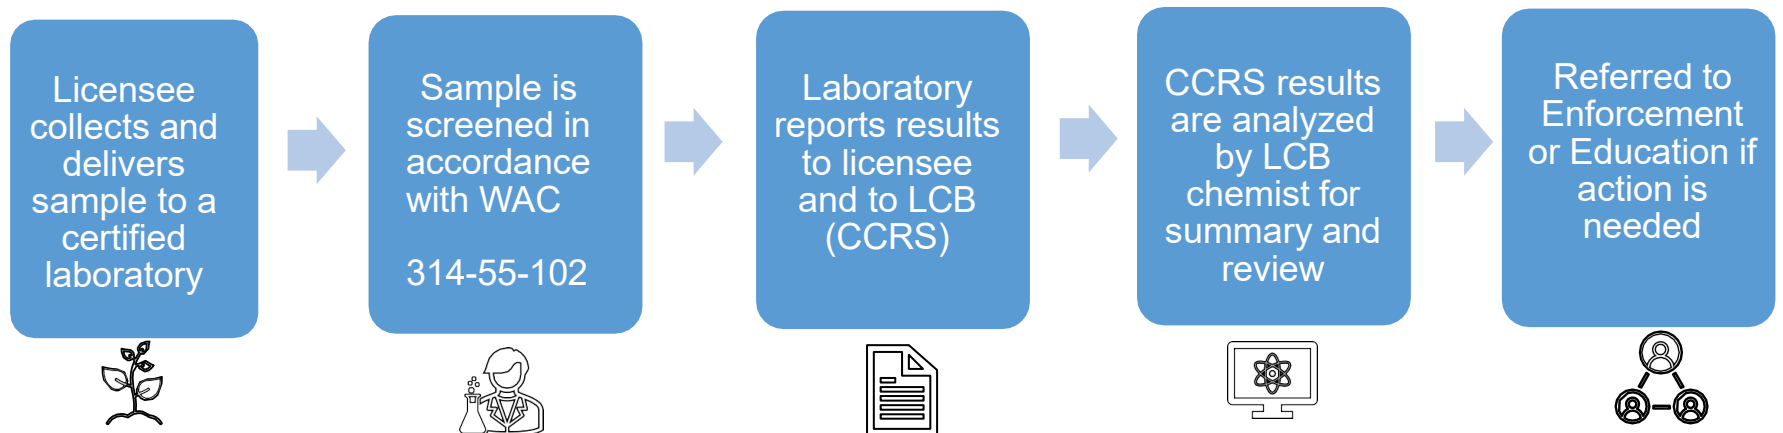 Licensee
collects and
delivers
sample to a
certified
laboratory
Sample is
screened in
accordance
with WAC
314-55-102
Laboratory
reports results
to licensee
and to LCB
(CCRS)
CCRS results
are analyzed
by LCB
chemist for
summary and
review
Referred to
Enforcement
or Education if
action is
needed